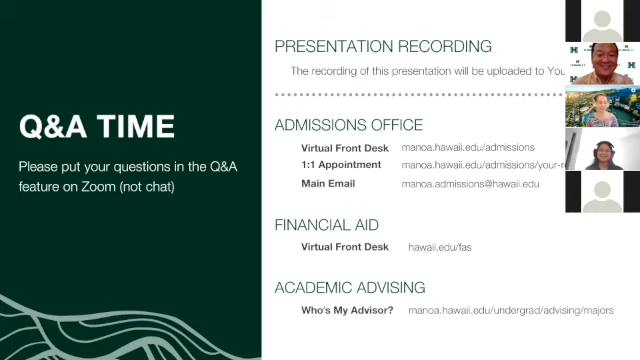 Q&A TIME
Please put your questions in the Q&A
feature on Zoom (not chat)
PRESENTATION RECORDING
The recording of this presentation will be uploaded to You
ADMISSIONS OFFICE
Virtual Front Desk manoa.hawaii.edu/admissions
1:1 Appointment manoa.hawaii.edu/admissions/your-r
Main Email manoa.admissions@hawaii.edu
FINANCIAL AID
Virtual Front Desk hawaii.edu/fas
ACADEMIC ADVISING
Who's My Advisor? manoa.hawaii.edu/undergrad/advising/majors